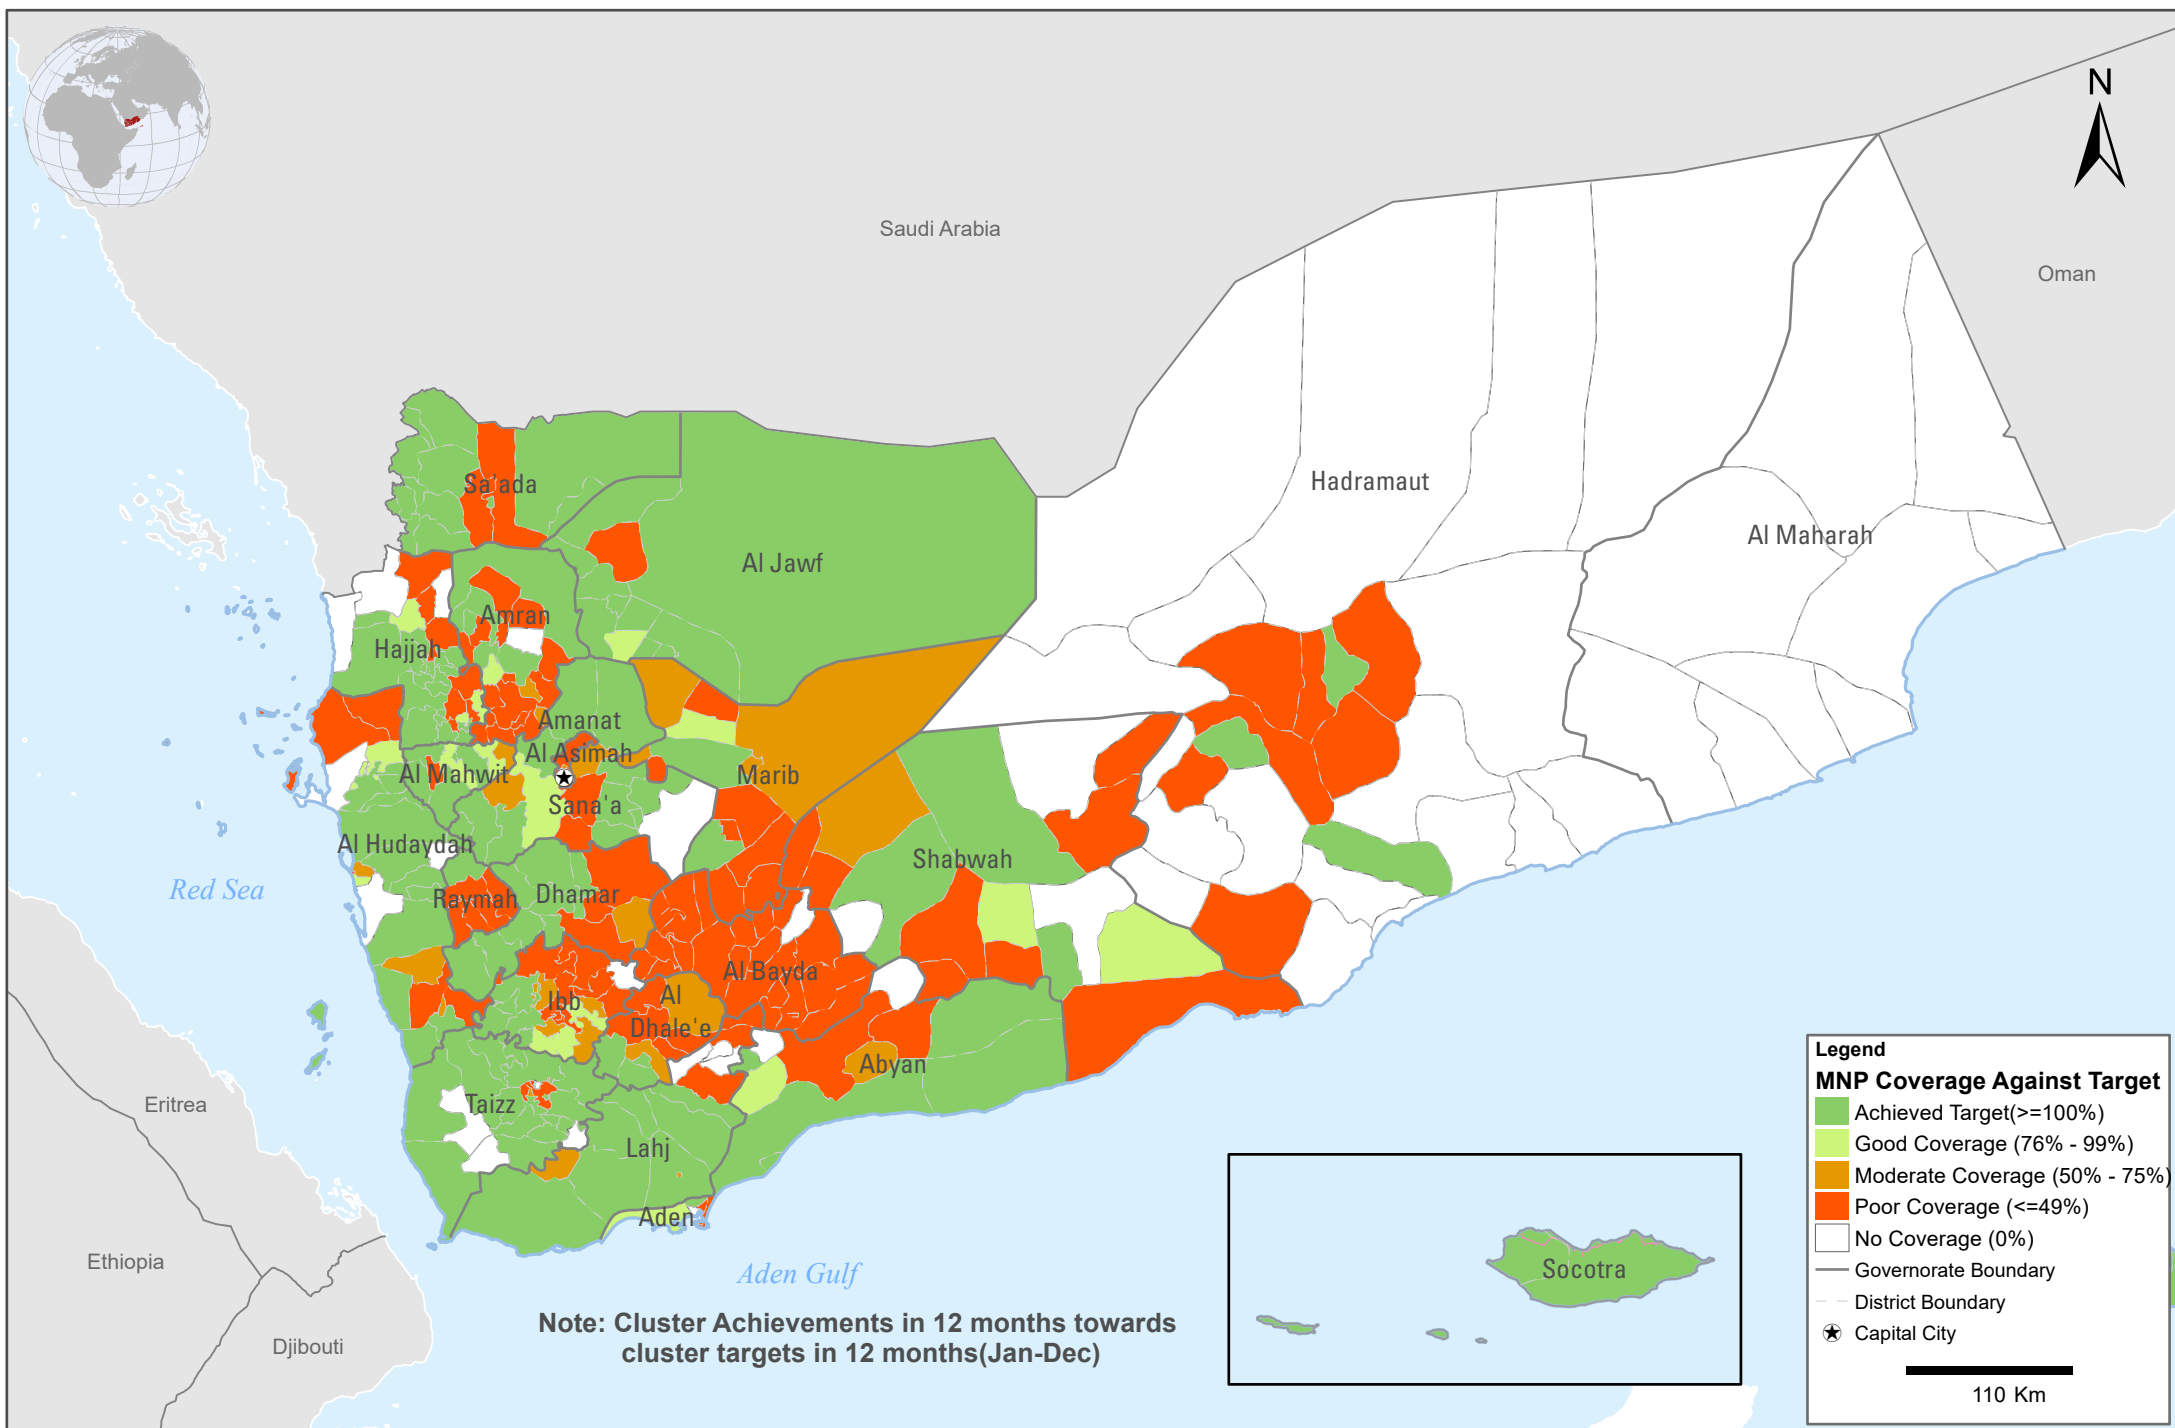 N
Saudi Arabia
Oman
Hadramaut
Sa'ada
Al Maharah
Al Jawf
Amran
Hajjah
Amanat
Al Asimah
Al Mahwit
Marib
Sana'a
Al Hudaydah
Shabwah
Red Sea
Raymah
Dhamar
Al Bayda
Ibb
Al
Dhale'e
Abyan
Eritrea
Taizz
Lahj
Aden
Ethiopia
Aden Gulf
Socotra
Djibouti
Note: Cluster Achievements in 12 months towards
cluster targets in 12 months(Jan-Dec)
Legend
MNP Coverage Against Target
Achieved Target(>=100%)
Good Coverage (76% - 99%)
Moderate Coverage (50% - 75%)
Poor Coverage (<=49%)
No Coverage (0%)
Governorate Boundary
District Boundary
Capital City
110 Km